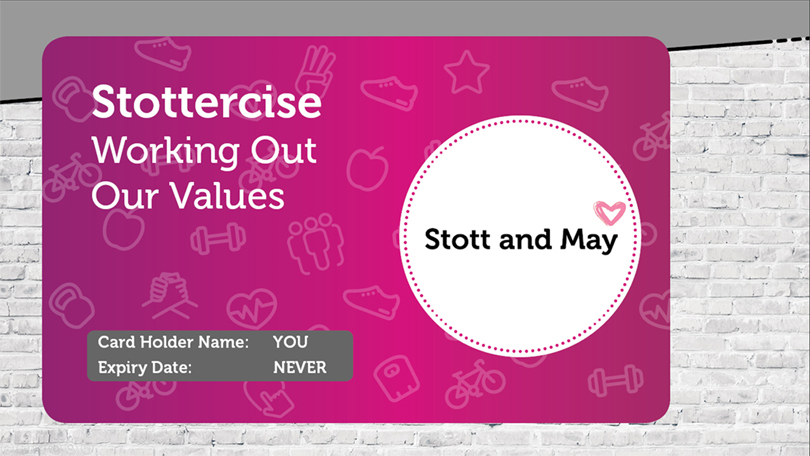 Stottercise
Working Out
Our Values
Stott and May
Card Holder Name: YOU
Expiry Date: NEVER